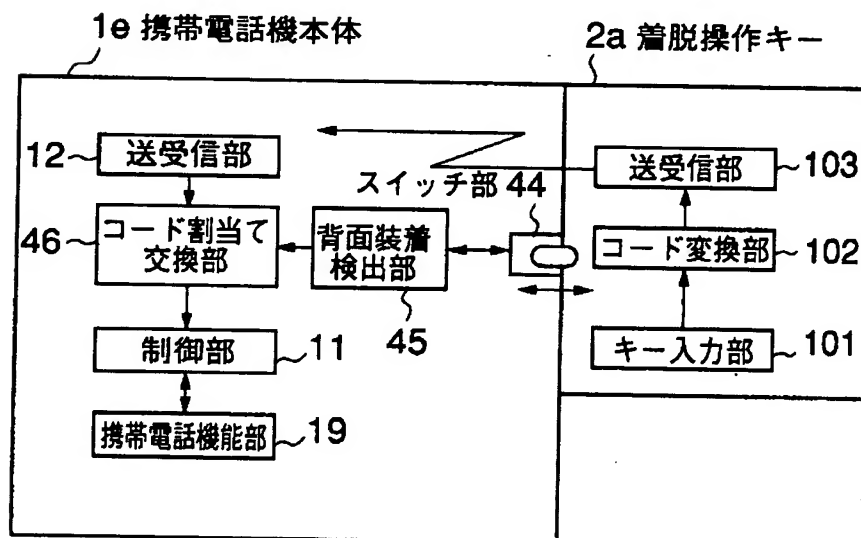 1e 携帯電話機本体
2a 着脱操作キー
12 送受信部
送受信部 103
スイッチ部 44
46 コード割当て
交換部
背面装着
検出部
45
コード変換部 102
制御部 11
キー入力部 101
携帯電話機能部 19